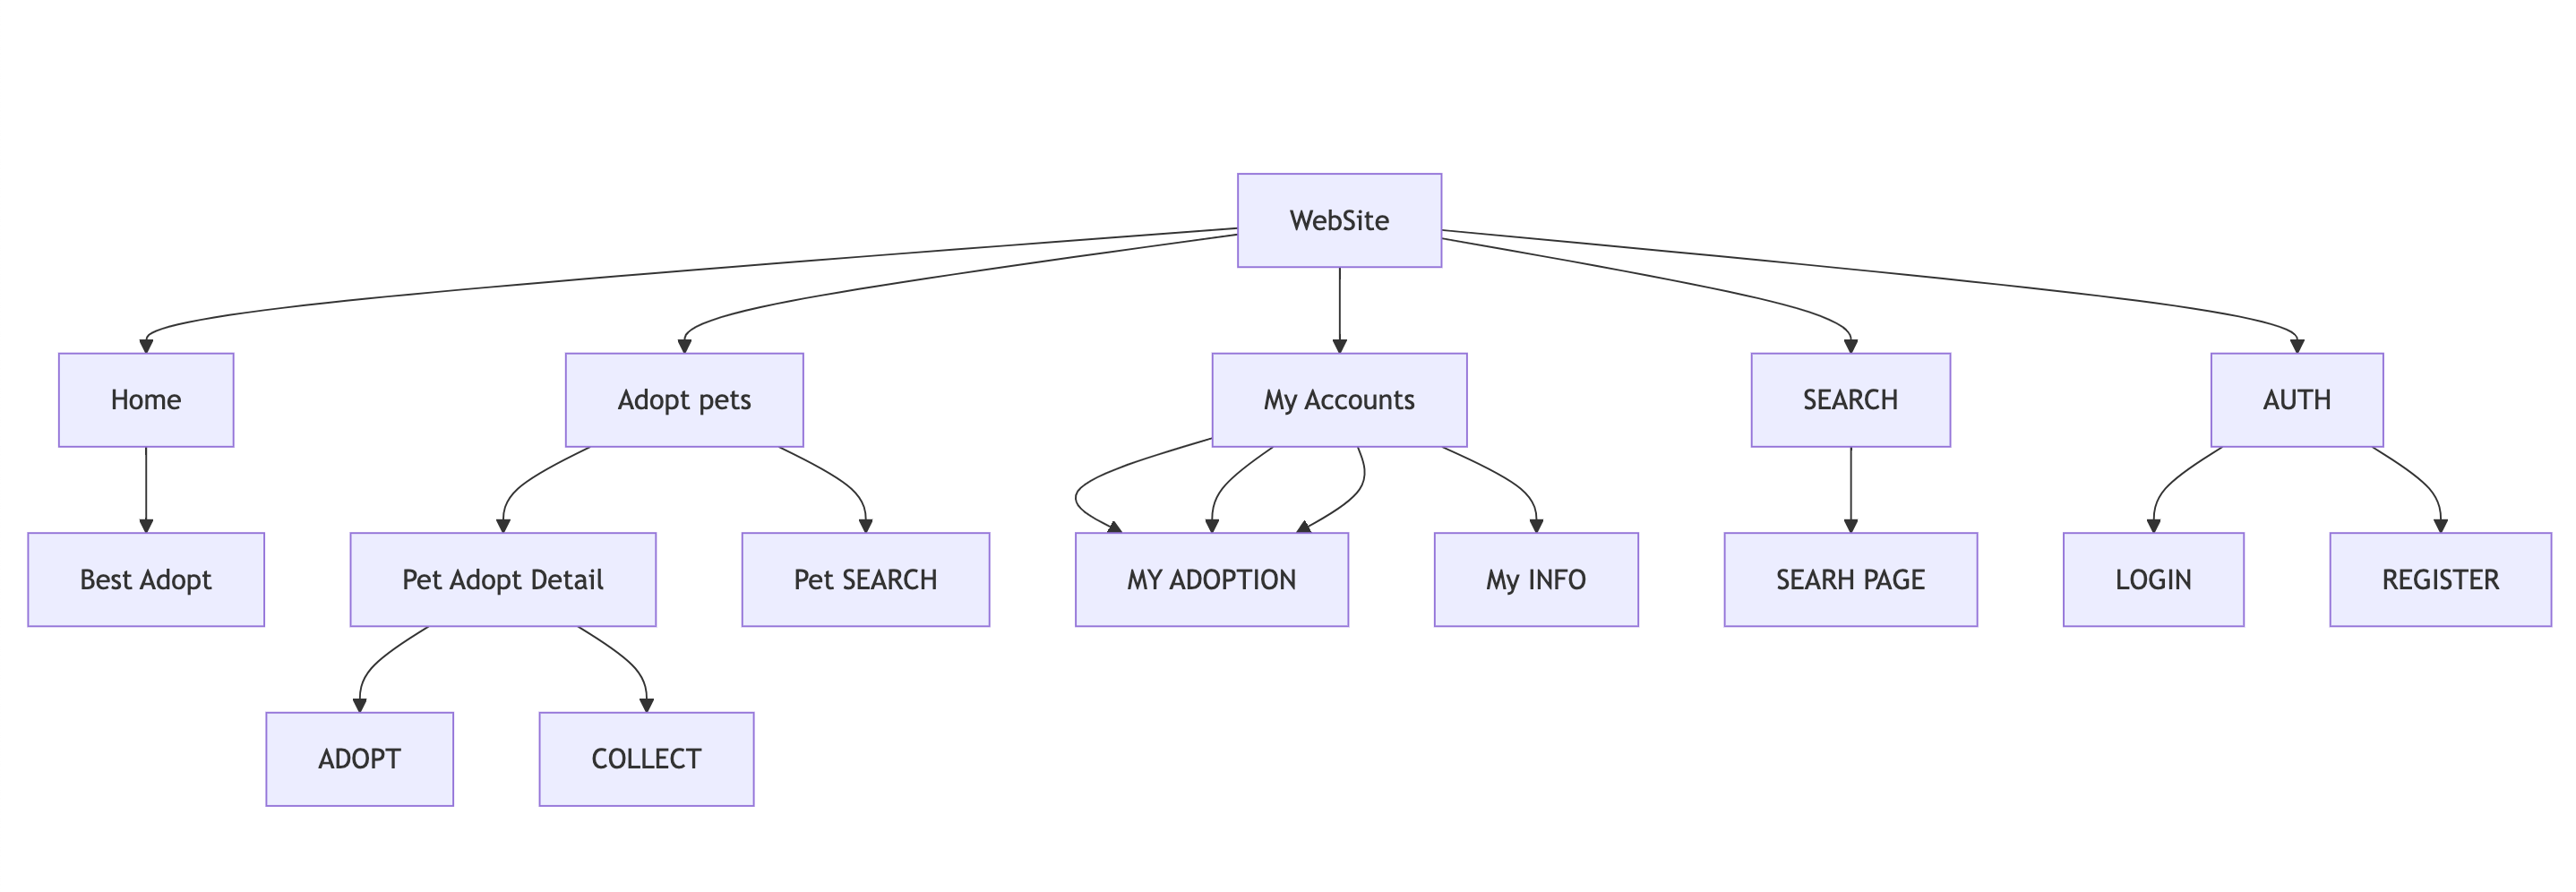 WebSite
Home
Adopt pets
My Accounts
SEARCH
AUTH
Best Adopt
Pet Adopt Detail
Pet SEARCH
MY ADOPTION
My INFO
SEARH PAGE
LOGIN
REGISTER
ADOPT
COLLECT